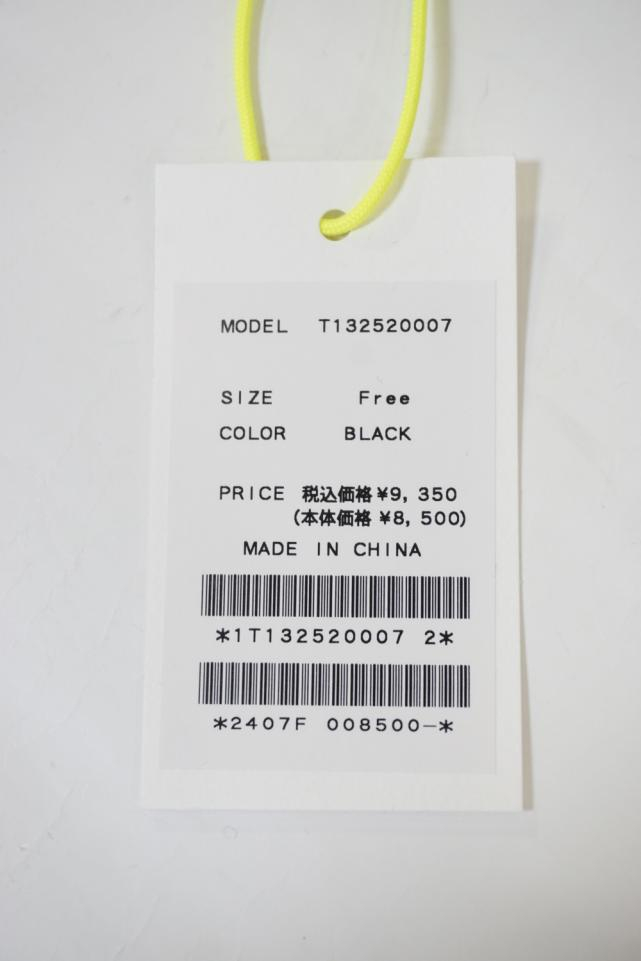 MODEL T132520007
SIZE Free
COLOR BLACK
PRICE 税込価格¥9, 350
(本体価格 ¥8, 500)
MADE IN CHINA
*1T132520007 2*
*2407F 008500-*